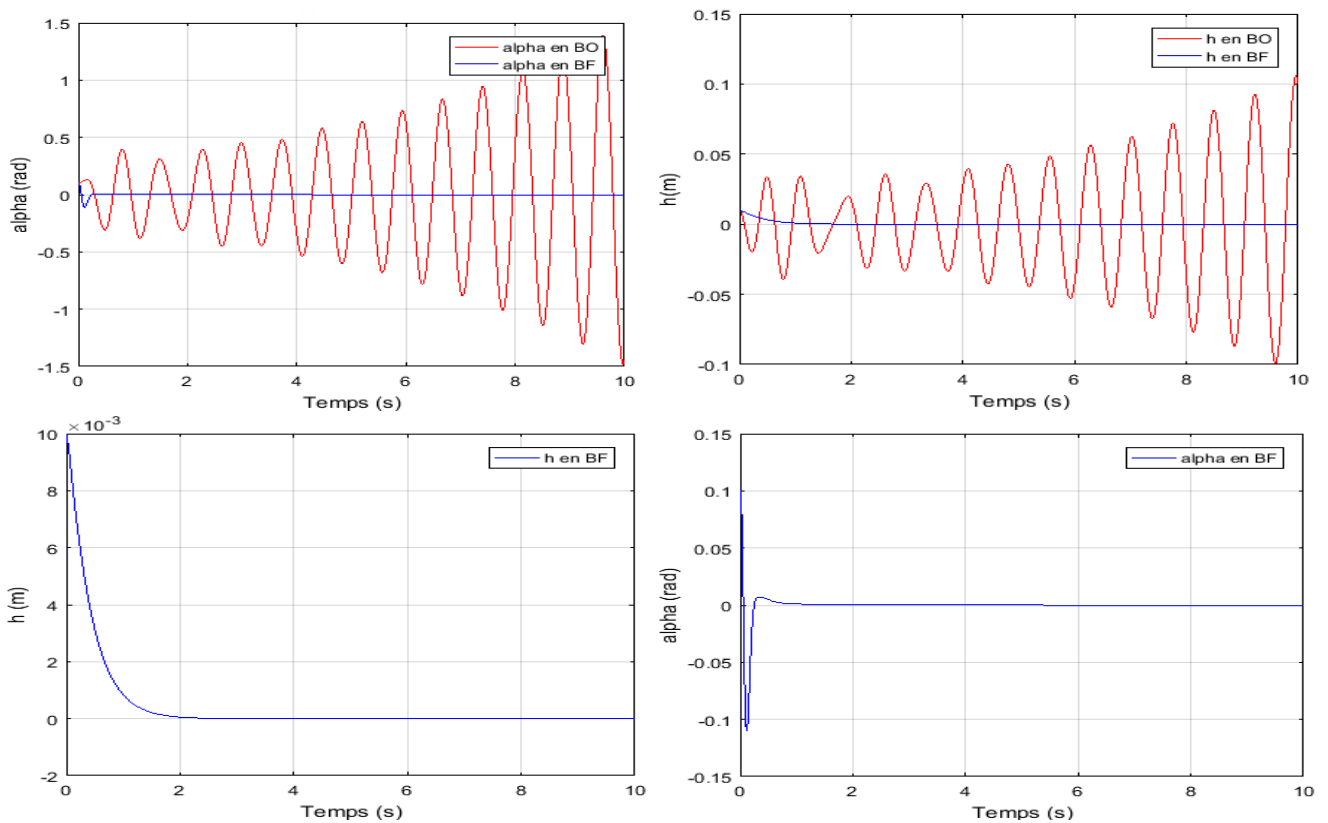 1.5
1
0.5
0
-0.5
-1
-1.5
0 2 4 6 8 10
alpha (rad)
Temps (s)
alpha en BO
alpha en BF
0.15
0.1
0.05
0
-0.05
-0.1
0 2 4 6 8 10
h(m)
Temps (s)
h en BO
h en BF
× 10⁻³
10
8
6
4
2
0
-2
0 2 4 6 8 10
h (m)
Temps (s)
h en BF
0.15
0.1
0.05
0
-0.05
-0.1
-0.15
0 2 4 6 8 10
alpha (rad)
Temps (s)
alpha en BF